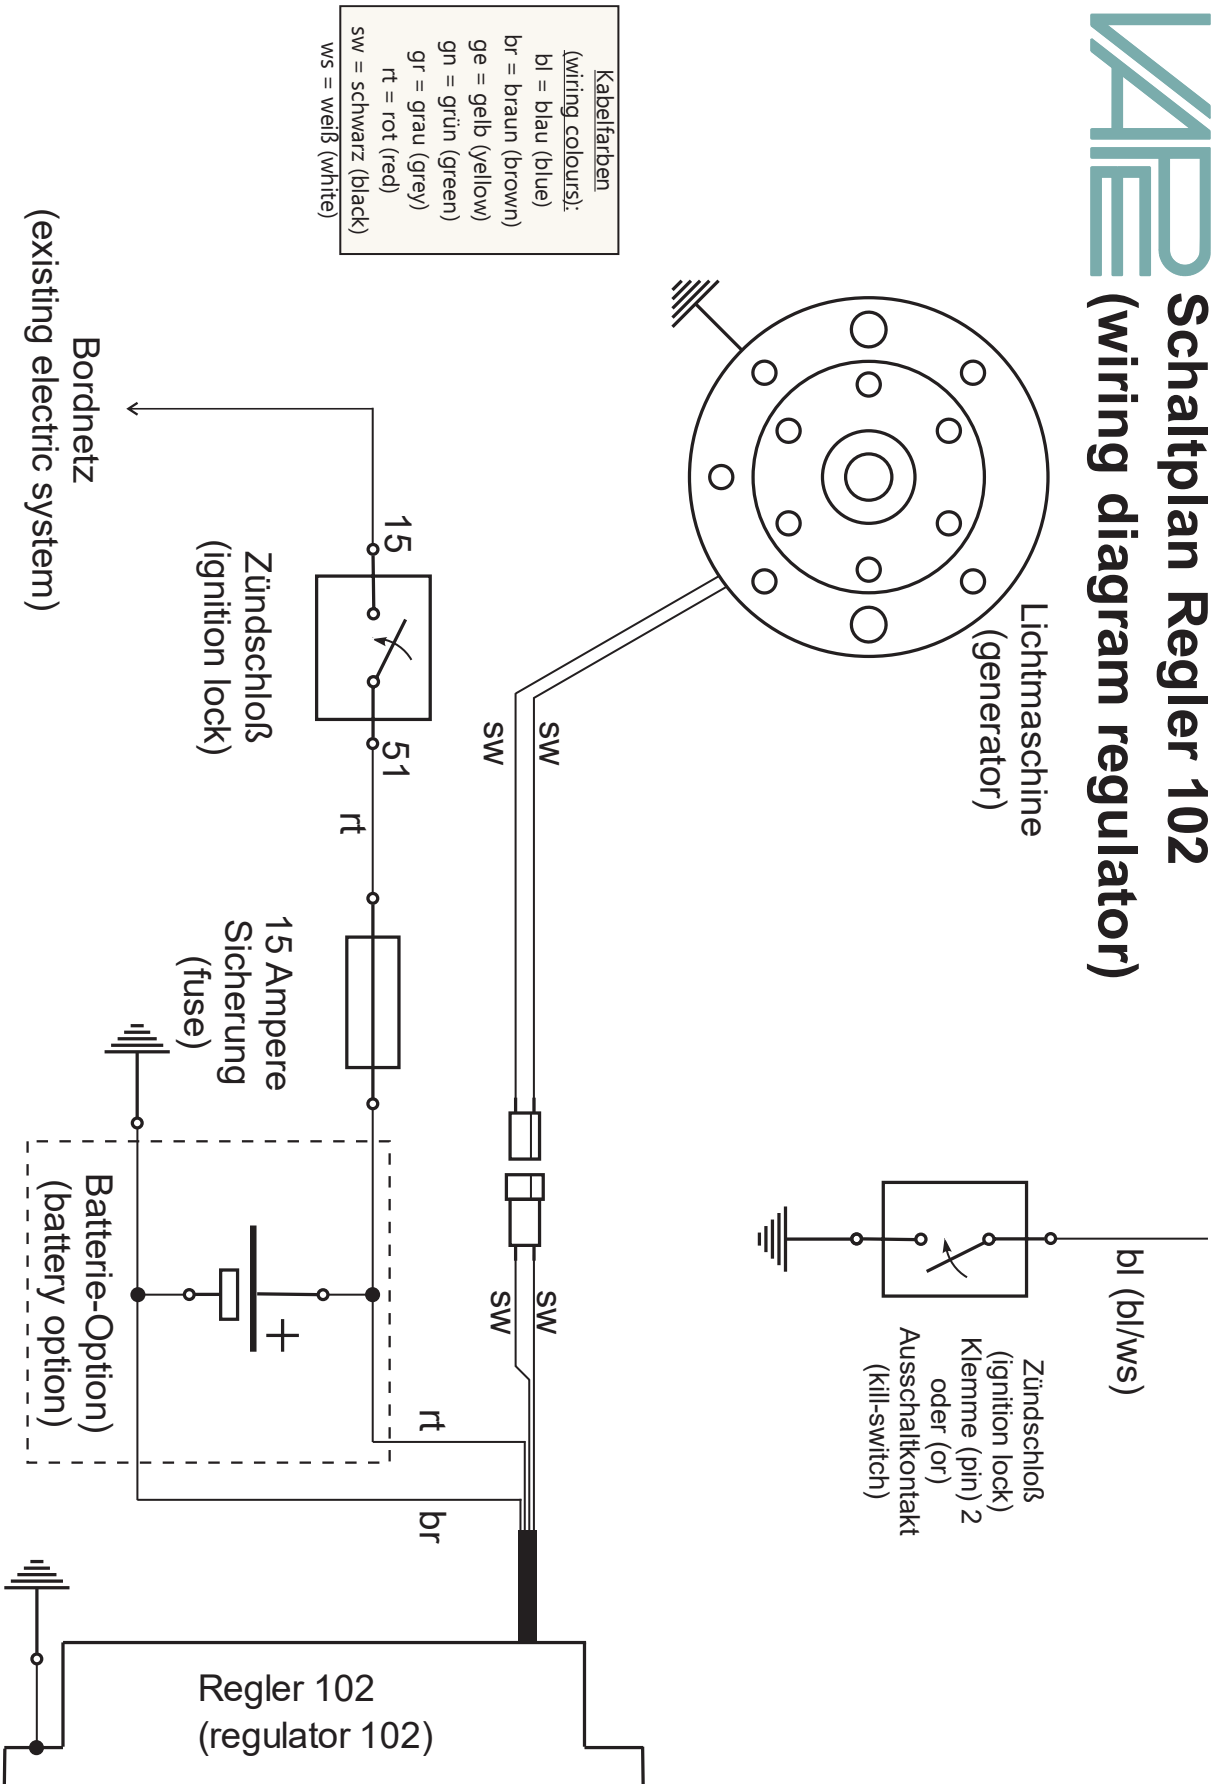 VAPE
Schaltplan Regler 102
(wiring diagram regulator)
Kabelfarben
(wiring colours):
bl = blau (blue)
br = braun (brown)
ge = gelb (yellow)
gn = grün (green)
gr = grau (grey)
rt = rot (red)
sw = schwarz (black)
ws = weiß (white)
Lichtmaschine
(generator)
sw
sw
sw
sw
bl (bl/ws)
Zündschloß
(ignition lock)
Klemme (pin) 2
oder (or)
Ausschaltkontakt
(kill-switch)
Bordnetz
(existing electric system)
15
Zündschloß
(ignition lock)
51
rt
15 Ampere
Sicherung
(fuse)
+
Batterie-Option)
(battery option)
rt
br
Regler 102
(regulator 102)